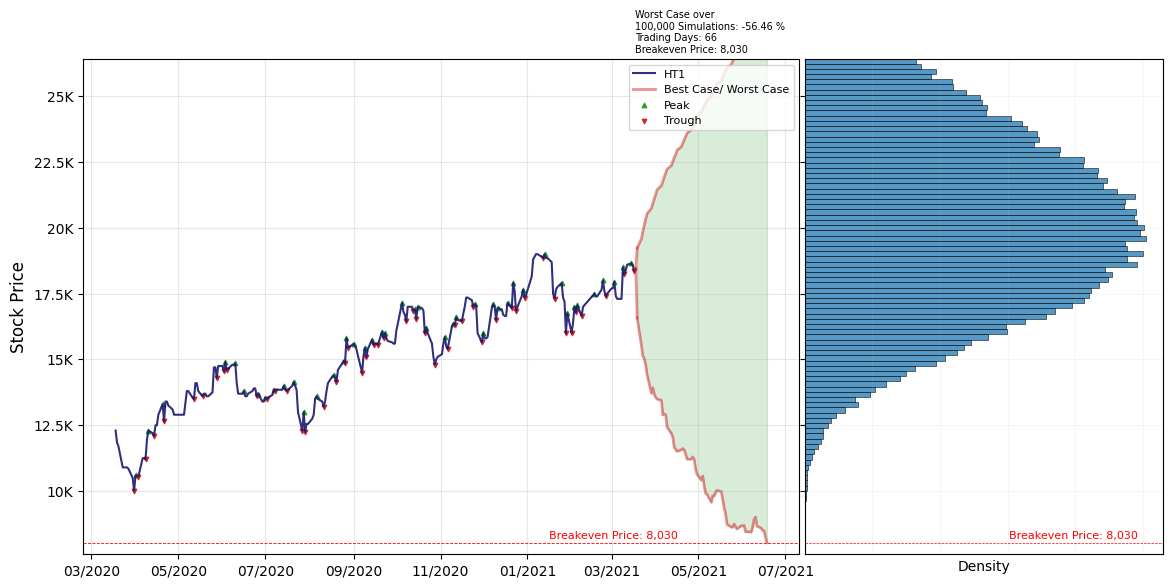 Worst Case over
100,000 Simulations: -56.46 %
Trading Days: 66
Breakeven Price: 8,030
HT1
Best Case/ Worst Case
Peak
Trough
Stock Price
25K
22.5K
20K
17.5K
15K
12.5K
10K
Breakeven Price: 8,030
Breakeven Price: 8,030
03/2020
05/2020
07/2020
09/2020
11/2020
01/2021
03/2021
05/2021
07/2021
Density